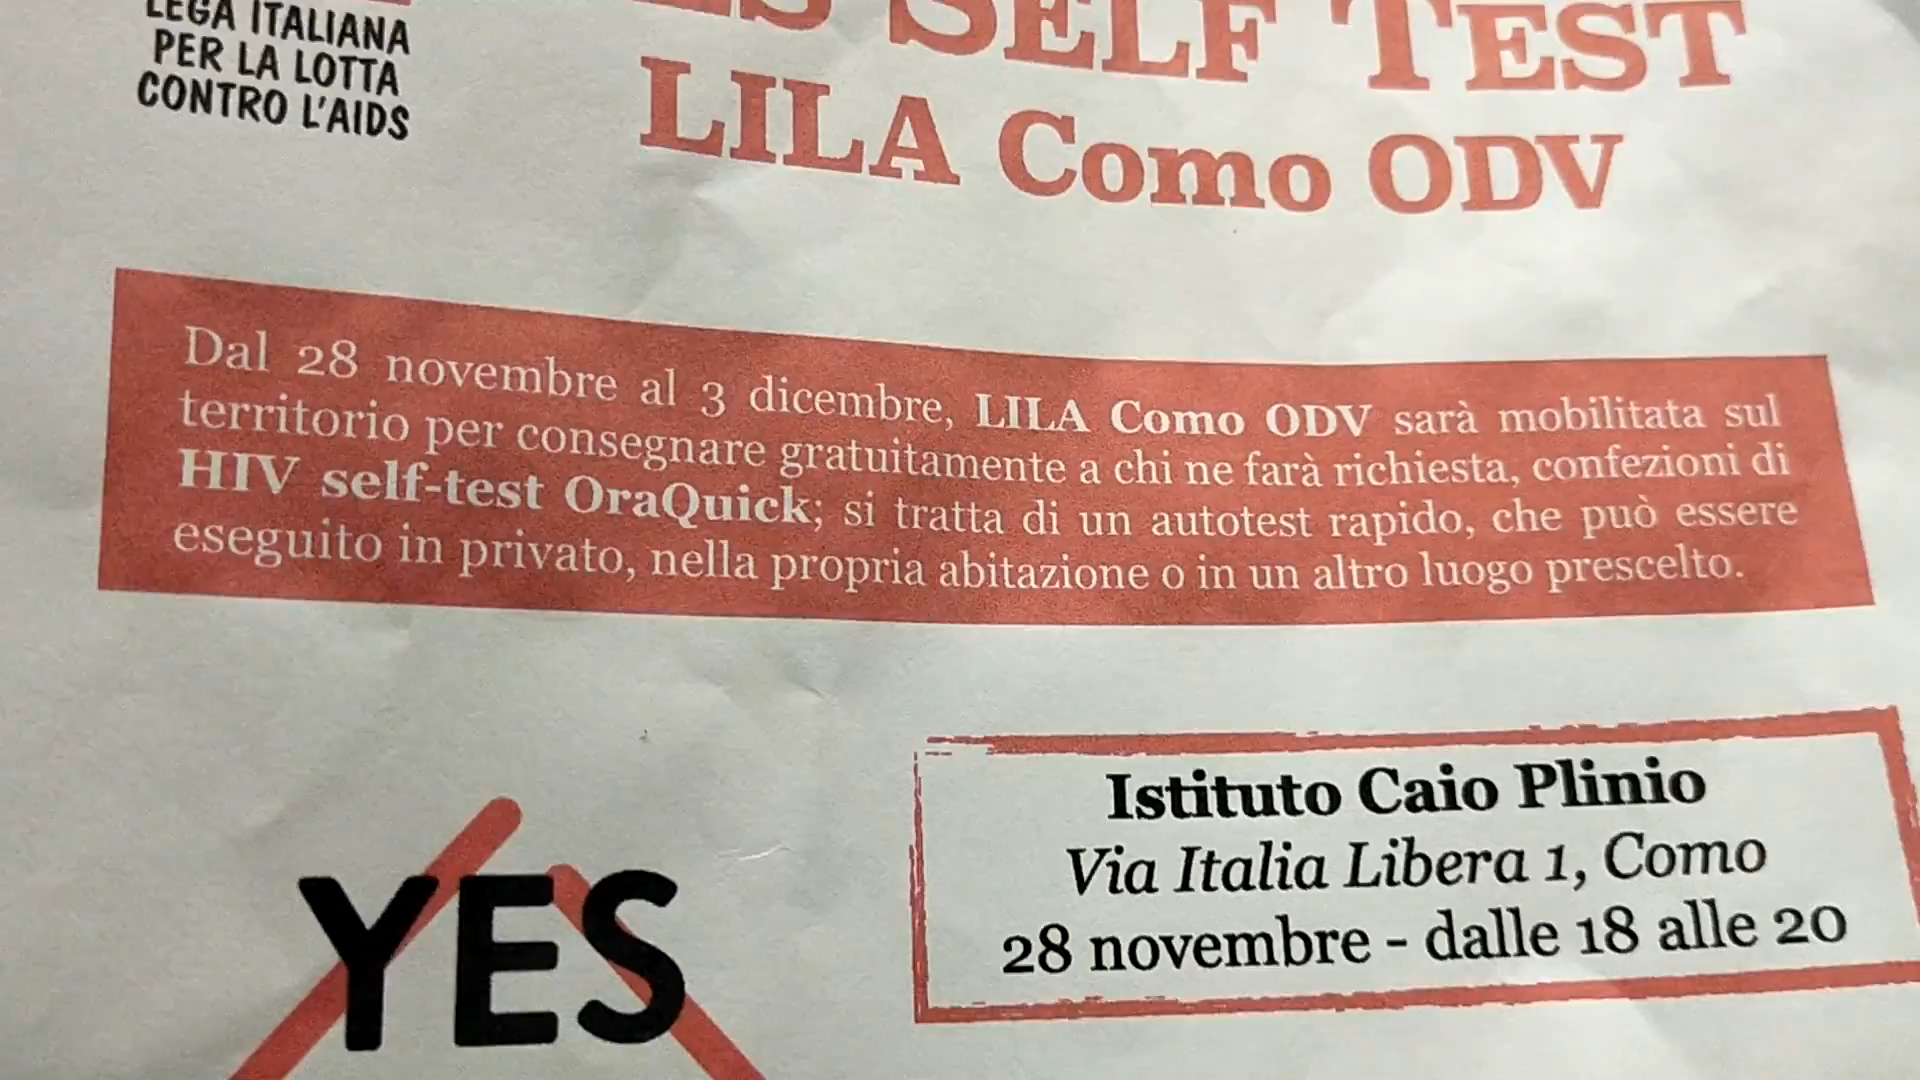 LEGA ITALIANA
PER LA LOTTA
CONTRO L'AIDS
SELF TEST
LILA Como ODV
Dal 28 novembre al 3 dicembre, LILA Como ODV sarà mobilitata sul
territorio per consegnare gratuitamente a chi ne farà richiesta, confezioni di
HIV self-test OraQuick; si tratta di un autotest rapido, che può essere
eseguito in privato, nella propria abitazione o in un altro luogo prescelto.
YES
Istituto Caio Plinio
Via Italia Libera 1, Como
28 novembre - dalle 18 alle 20